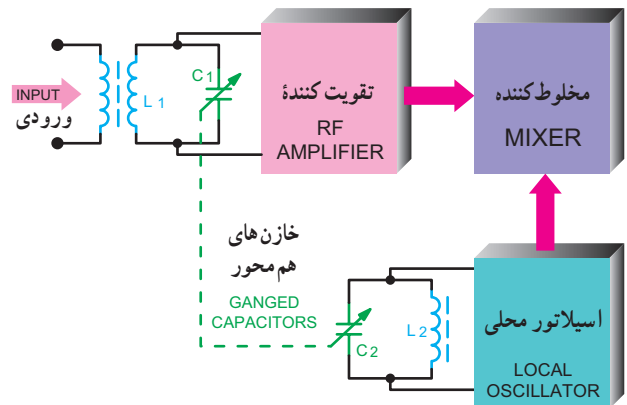 INPUT
ورودی
L 1
C 1
تقویت کنندهٔ
RF
AMPLIFIER
مخلوط کننده
MIXER
خازن های
هم محور
GANGED
CAPACITORS
C 2
L 2
اسیلاتور محلی
LOCAL
OSCILLATOR